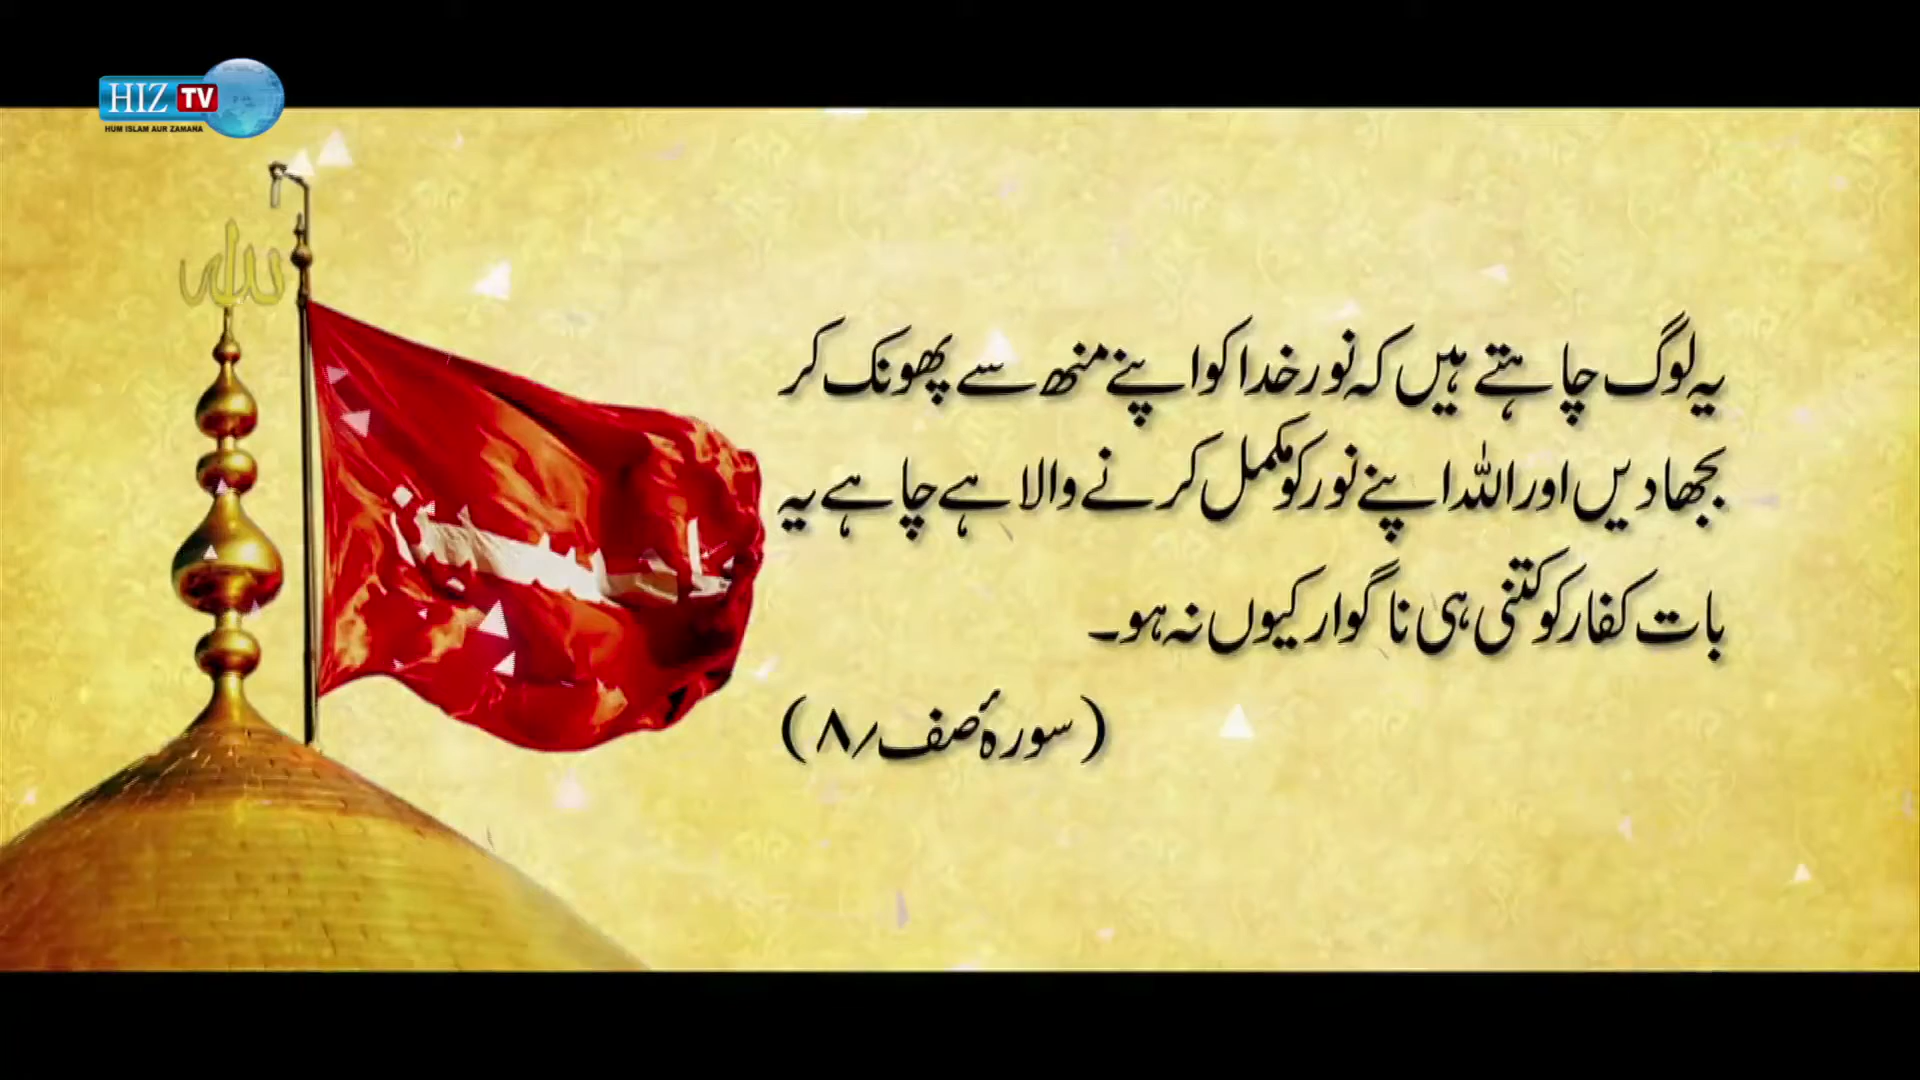 HIZ TV
HUM ISLAM AUR ZAMANA
الله
یہ لوگ چاہتے ہیں کہ نور خدا کو اپنے منھ سے پھونک کر
بجھا دیں اور اللہ اپنے نور کو مکمل کرنے والا ہے چاہے یہ
بات کفار کو کتنی ہی ناگوار کیوں نہ ہو۔
(سورۂ صف/۸)